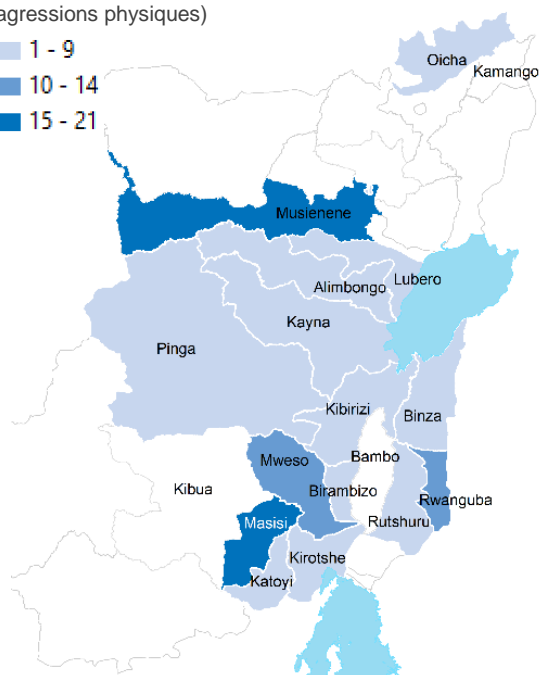 agressions physiques)
1 - 9
10 - 14
15 - 21
Oicha
Kamango
Musienene
Lubero
Alimbongo
Kayna
Pinga
Kibirizi
Binza
Bambo
Mweso
Kibua
Birambizo
Rwanguba
Masisi
Rutshuru
Kirotshe
Katoyi